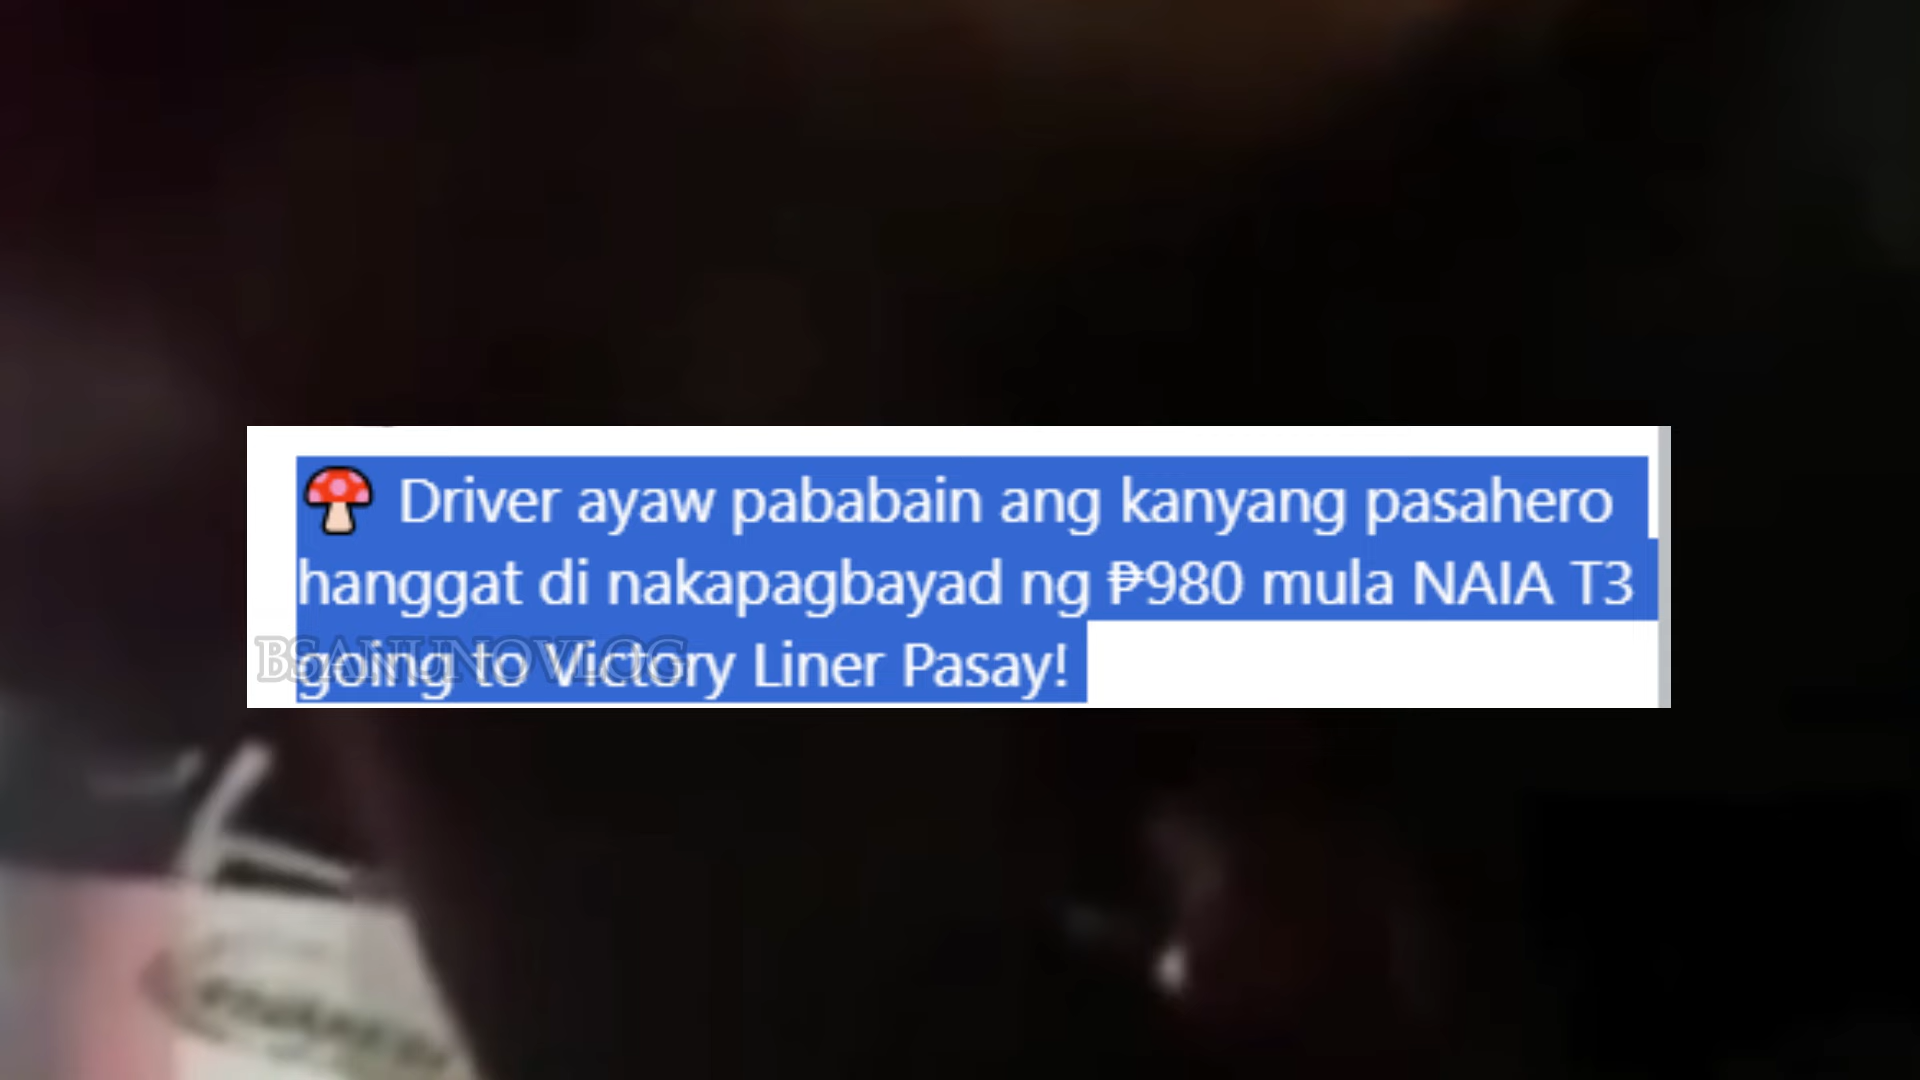 🍄 Driver ayaw pababain ang kanyang pasahero
hanggat di nakapagbayad ng ₱980 mula NAIA T3
going to Victory Liner Pasay!
BSANUNOVLOG